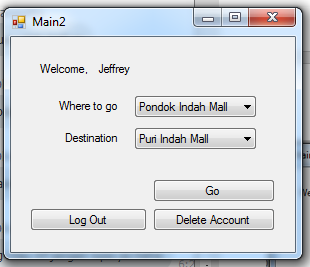 Main2
Welcome, Jeffrey
Where to go Pondok Indah Mall
Destination Puri Indah Mall
Go
Log Out Delete Account